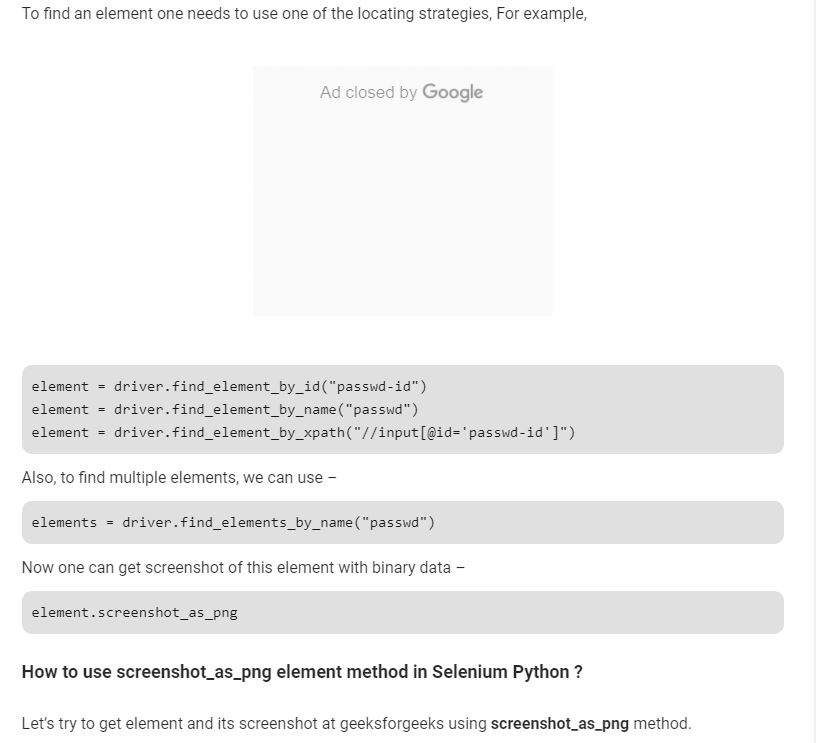 To find an element one needs to use one of the locating strategies, For example,
Ad closed by Google
element = driver.find_element_by_id("passwd-id")
element = driver.find_element_by_name("passwd")
element = driver.find_element_by_xpath("//input[@id='passwd-id']")
Also, to find multiple elements, we can use –
elements = driver.find_elements_by_name("passwd")
Now one can get screenshot of this element with binary data –
element.screenshot_as_png
How to use screenshot_as_png element method in Selenium Python ?
Let’s try to get element and its screenshot at geeksforgeeks using screenshot_as_png method.